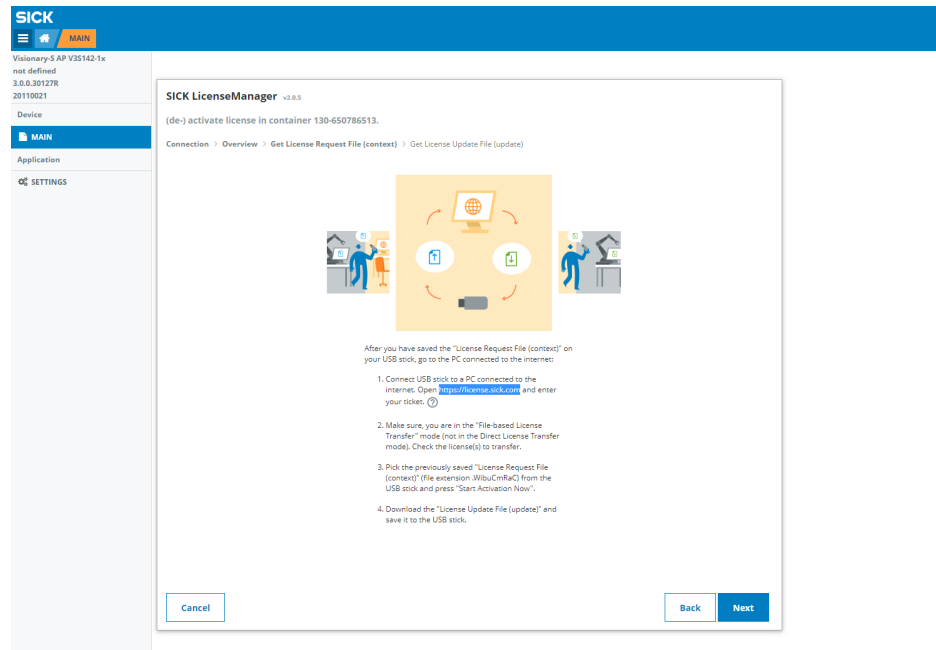 SICK
MAIN
Visionary-S AP V3S142-1x
not defined
3.0.0.30127R
20110021
Device
MAIN
Application
SETTINGS
SICK LicenseManager v2.0.5
(de-) activate license in container 130-650786513.
Connection > Overview > Get License Request File (context) > Get License Update File (update)
After you have saved the "License Request File (context)" on
your USB stick, go to the PC connected to the internet:
1. Connect USB stick to a PC connected to the
internet. Open https://license.sick.com and enter
your ticket. ?
2. Make sure, you are in the "File-based License
Transfer" mode (not in the Direct License Transfer
mode). Check the license(s) to transfer.
3. Pick the previously saved "License Request File
(context)" (file extension .WibuCmRaC) from the
USB stick and press "Start Activation Now".
4. Download the "License Update File (update)" and
save it to the USB stick.
Cancel
Back
Next